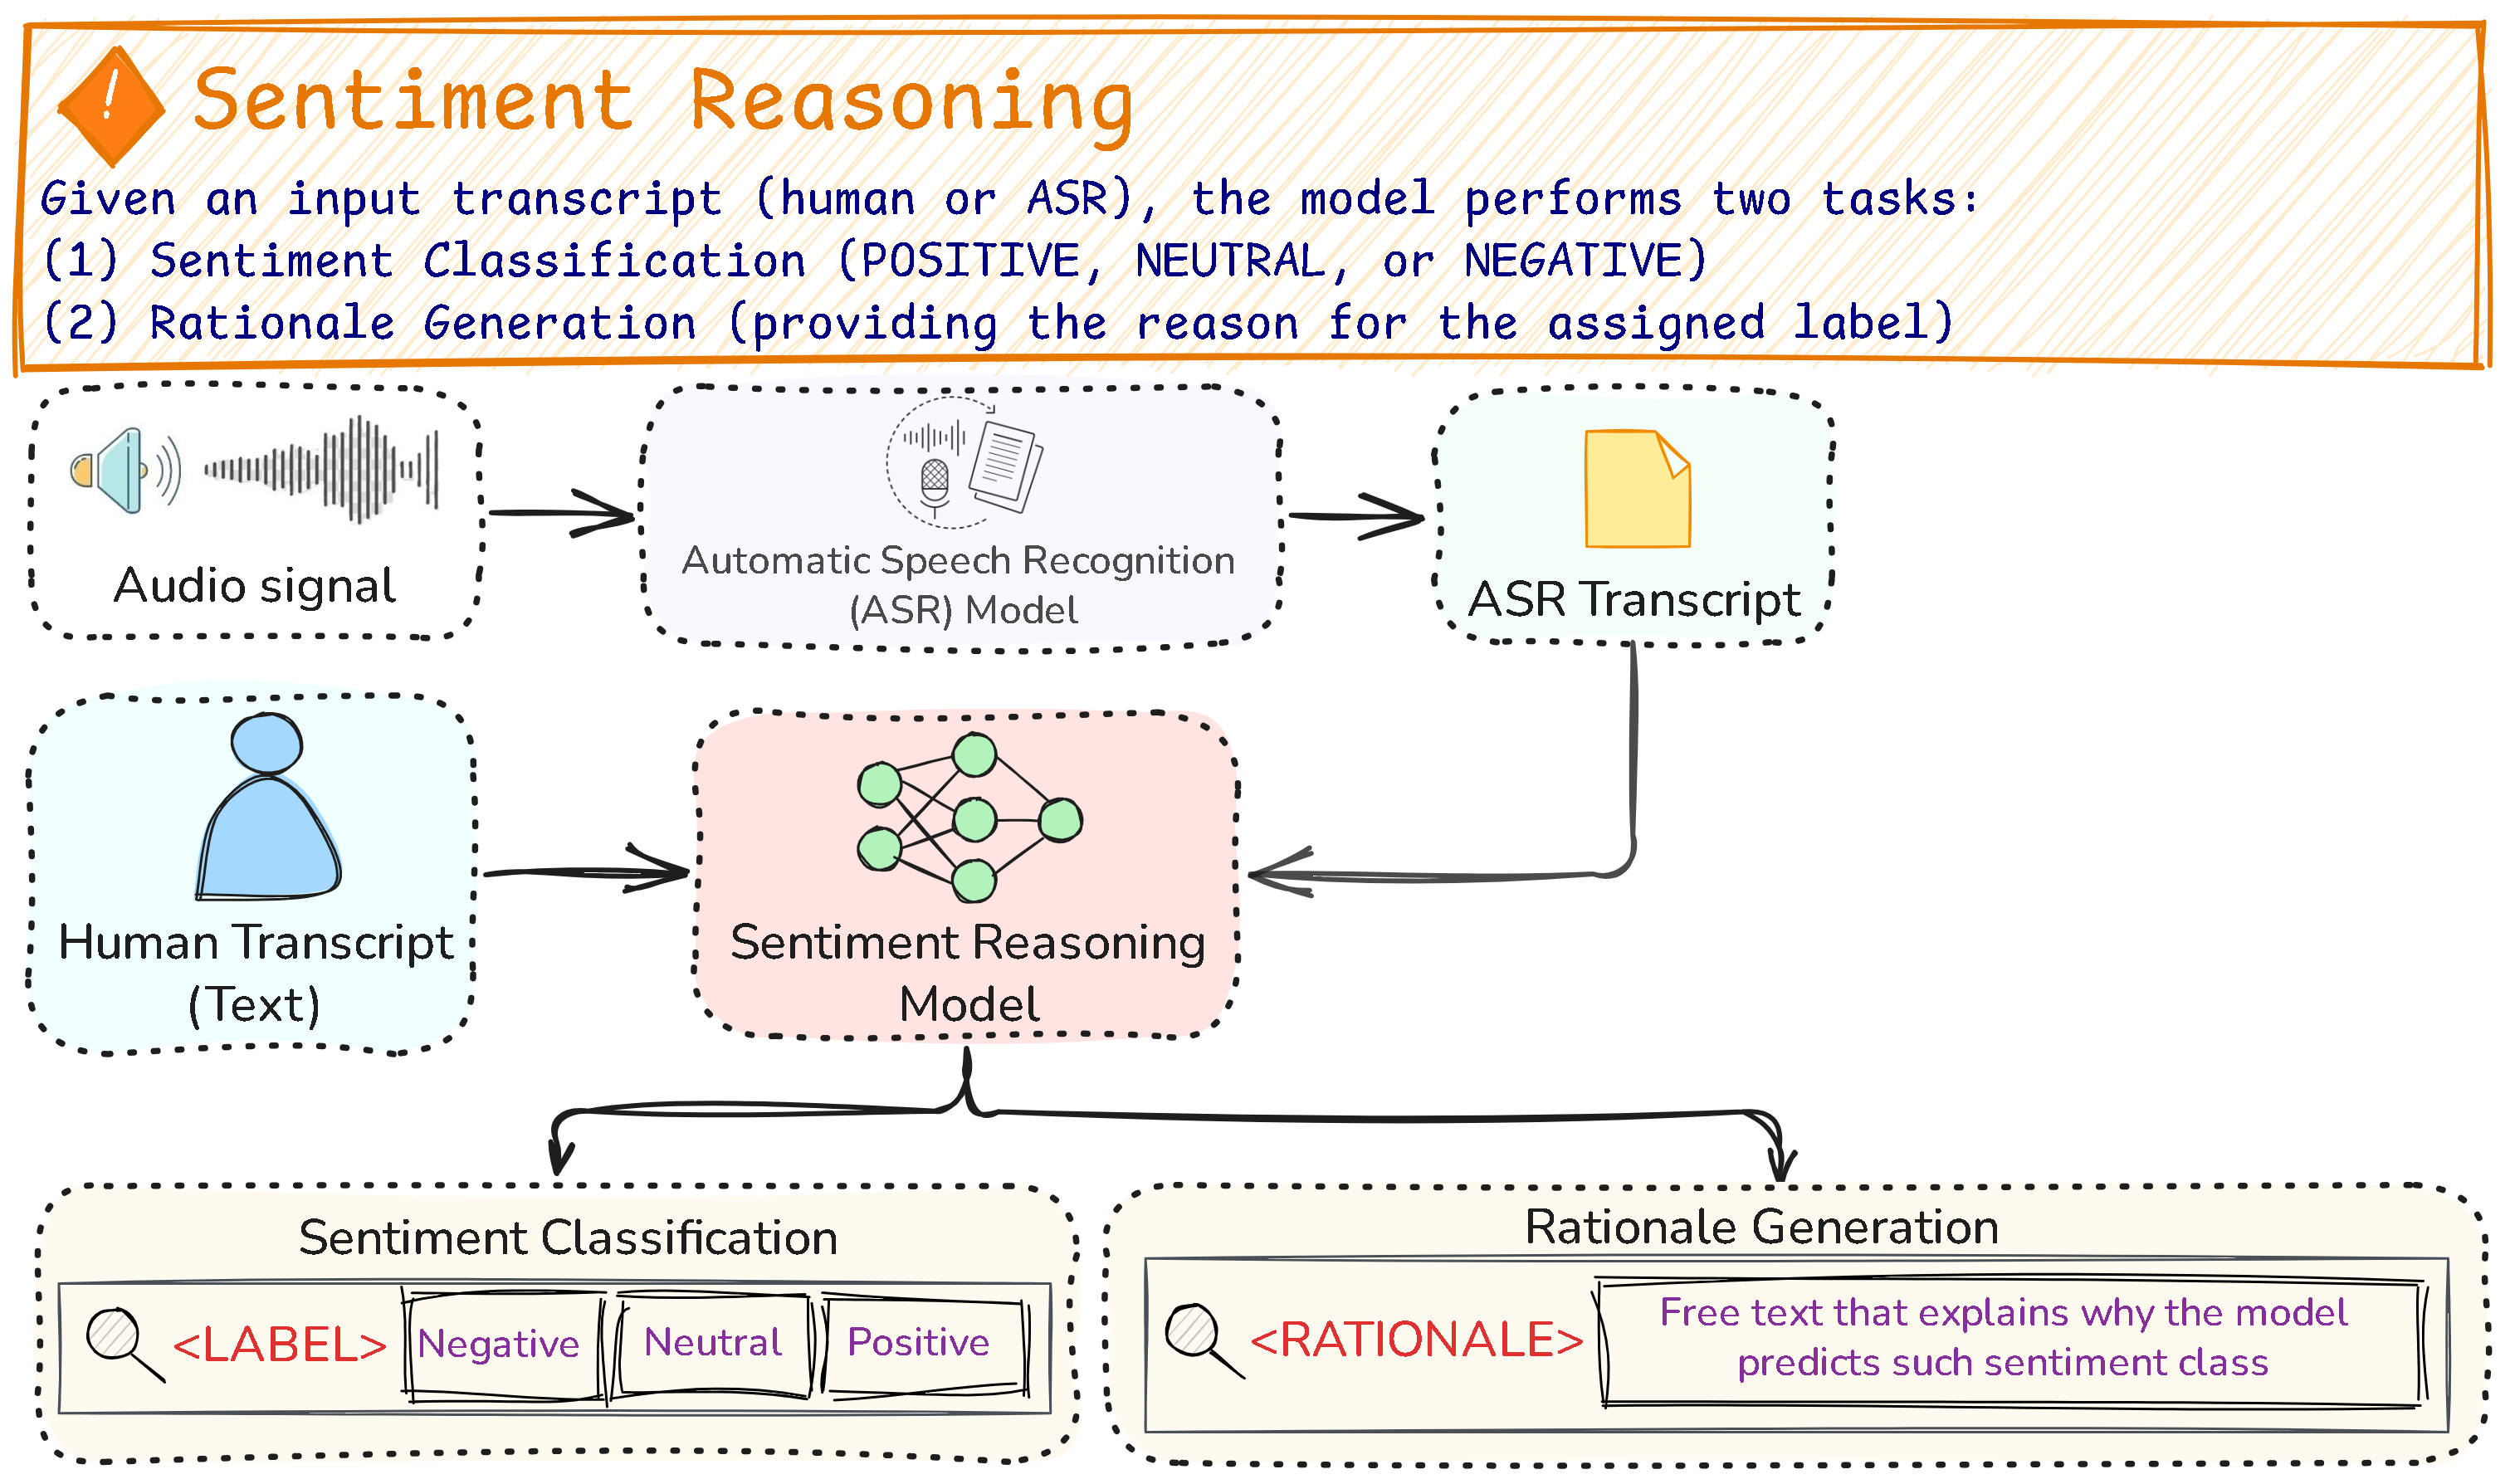 ! Sentiment Reasoning
Given an input transcript (human or ASR), the model performs two tasks:
(1) Sentiment Classification (POSITIVE, NEUTRAL, or NEGATIVE)
(2) Rationale Generation (providing the reason for the assigned label)
Audio signal
Automatic Speech Recognition
(ASR) Model
ASR Transcript
Human Transcript
(Text)
Sentiment Reasoning
Model
Sentiment Classification
<LABEL> Negative Neutral Positive
Rationale Generation
<RATIONALE>
Free text that explains why the model
predicts such sentiment class